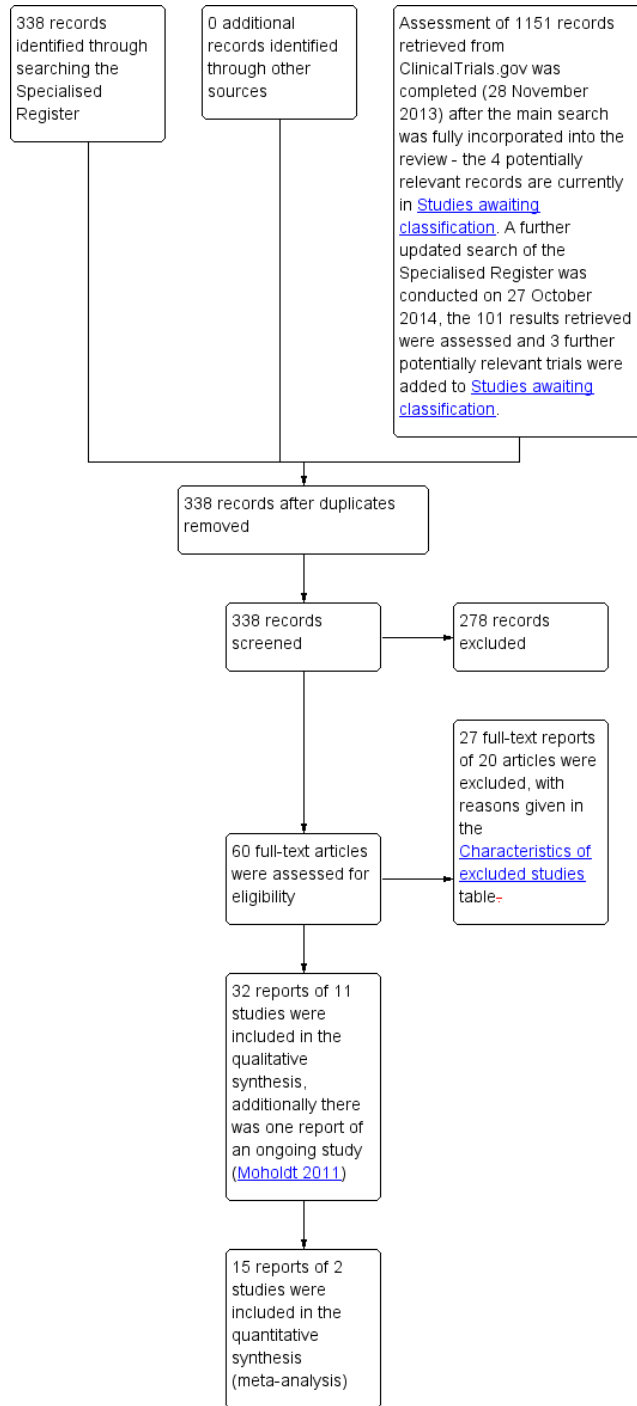 338 records
identified through
searching the
Specialised
Register
0 additional
records identified
through other
sources
Assessment of 1151 records
retrieved from
ClinicalTrials.gov was
completed (28 November
2013) after the main search
was fully incorporated into the
review - the 4 potentially
relevant records are currently
in Studies awaiting
classification. A further
updated search of the
Specialised Register was
conducted on 27 October
2014, the 101 results retrieved
were assessed and 3 further
potentially relevant trials were
added to Studies awaiting
classification.
338 records after duplicates
removed
338 records
screened
278 records
excluded
27 full-text reports
of 20 articles were
excluded, with
reasons given in
the
Characteristics of
excluded studies
table.
60 full-text articles
were assessed for
eligibility
32 reports of 11
studies were
included in the
qualitative
synthesis,
additionally there
was one report of
an ongoing study
(Moholdt 2011)
15 reports of 2
studies were
included in the
quantitative
synthesis
(meta-analysis)